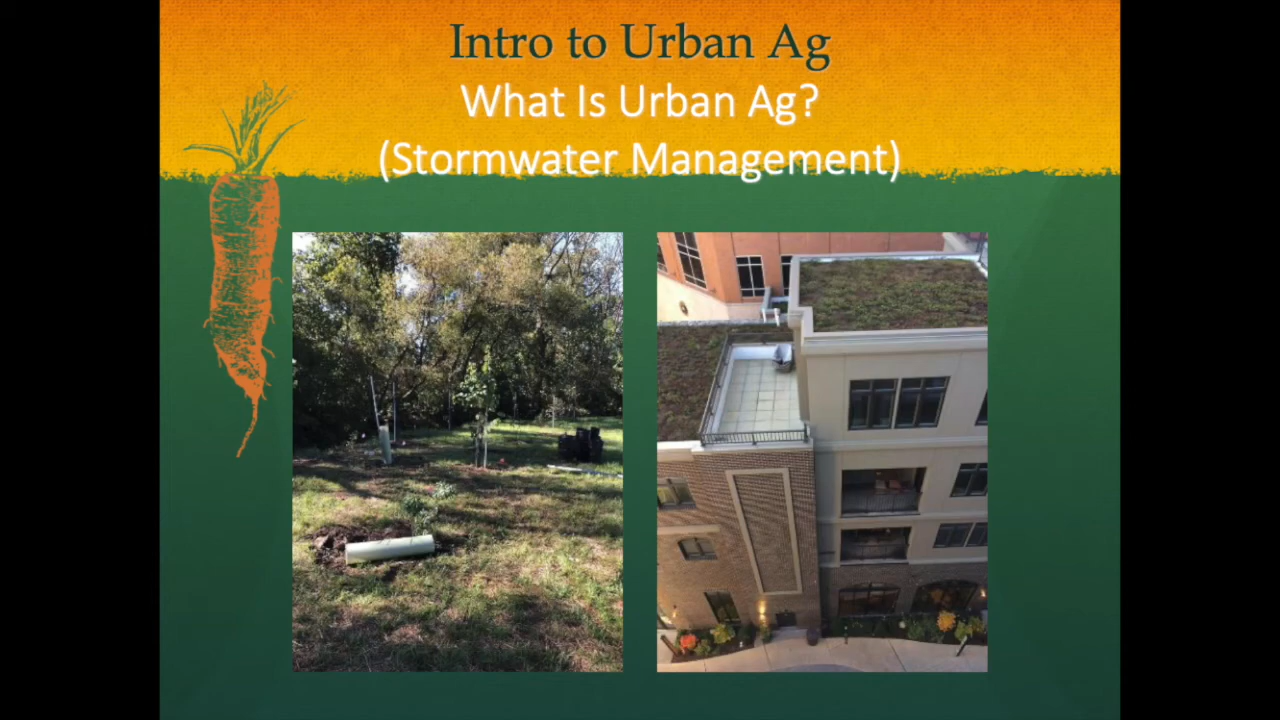 Intro to Urban Ag
What Is Urban Ag?
(Stormwater Management)